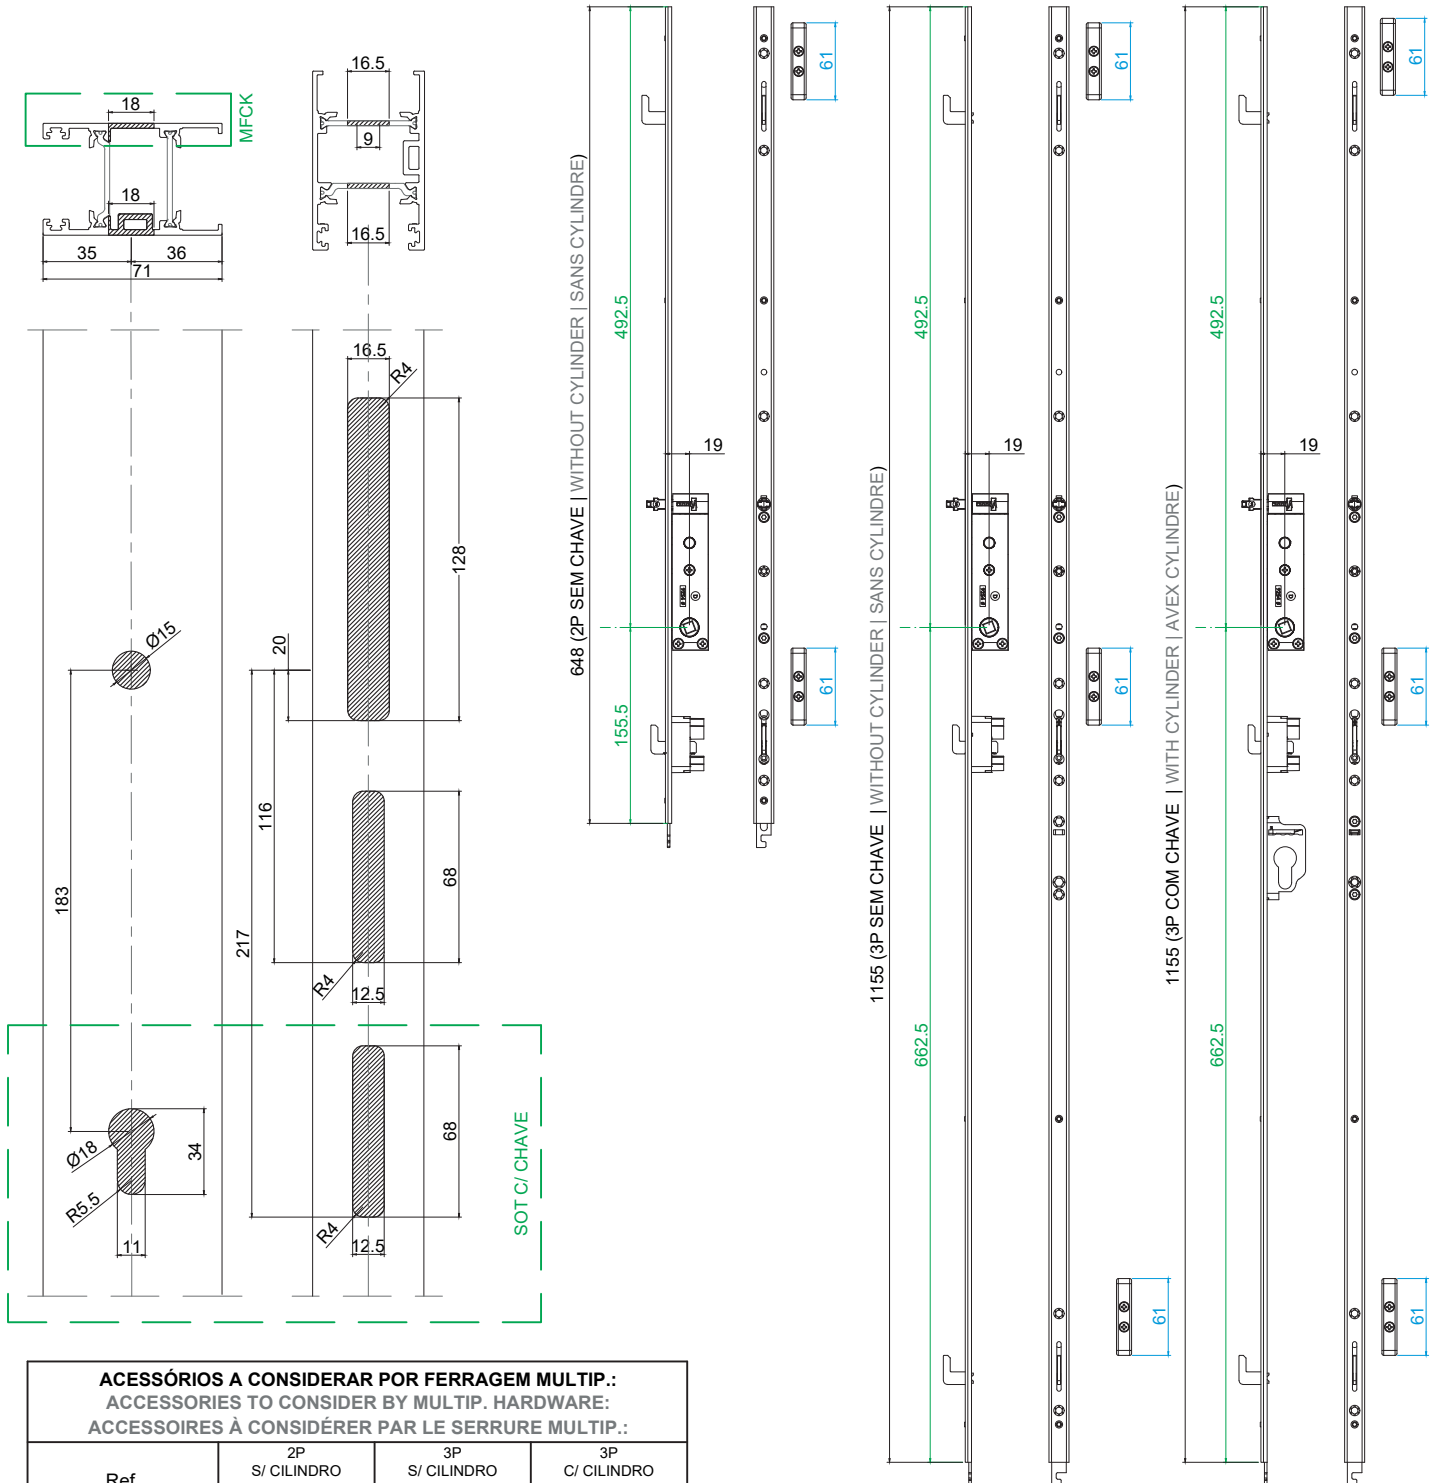 18
MFCK
18
35
36
71
16.5
9
16.5
16.5
R4
128
20
Ø15
116
183
217
68
R4
12.5
68
R4
12.5
Ø18
34
R5.5
11
SOT C/ CHAVE
648 (2P SEM CHAVE | WITHOUT CYLINDER | SANS CYLINDRE)
492.5
155.5
19
61
61
1155 (3P SEM CHAVE | WITHOUT CYLINDER | SANS CYLINDRE)
492.5
662.5
19
61
61
61
1155 (3P COM CHAVE | WITH CYLINDER | AVEX CYLINDRE)
492.5
662.5
19
61
61
61
ACESSÓRIOS A CONSIDERAR POR FERRAGEM MULTIP.:
ACCESSORIES TO CONSIDER BY MULTIP. HARDWARE:
ACCESSOIRES À CONSIDÉRER PAR LE SERRURE MULTIP.:
Ref.
2P
S/ CILINDRO
3P
S/ CILINDRO
3P
C/ CILINDRO